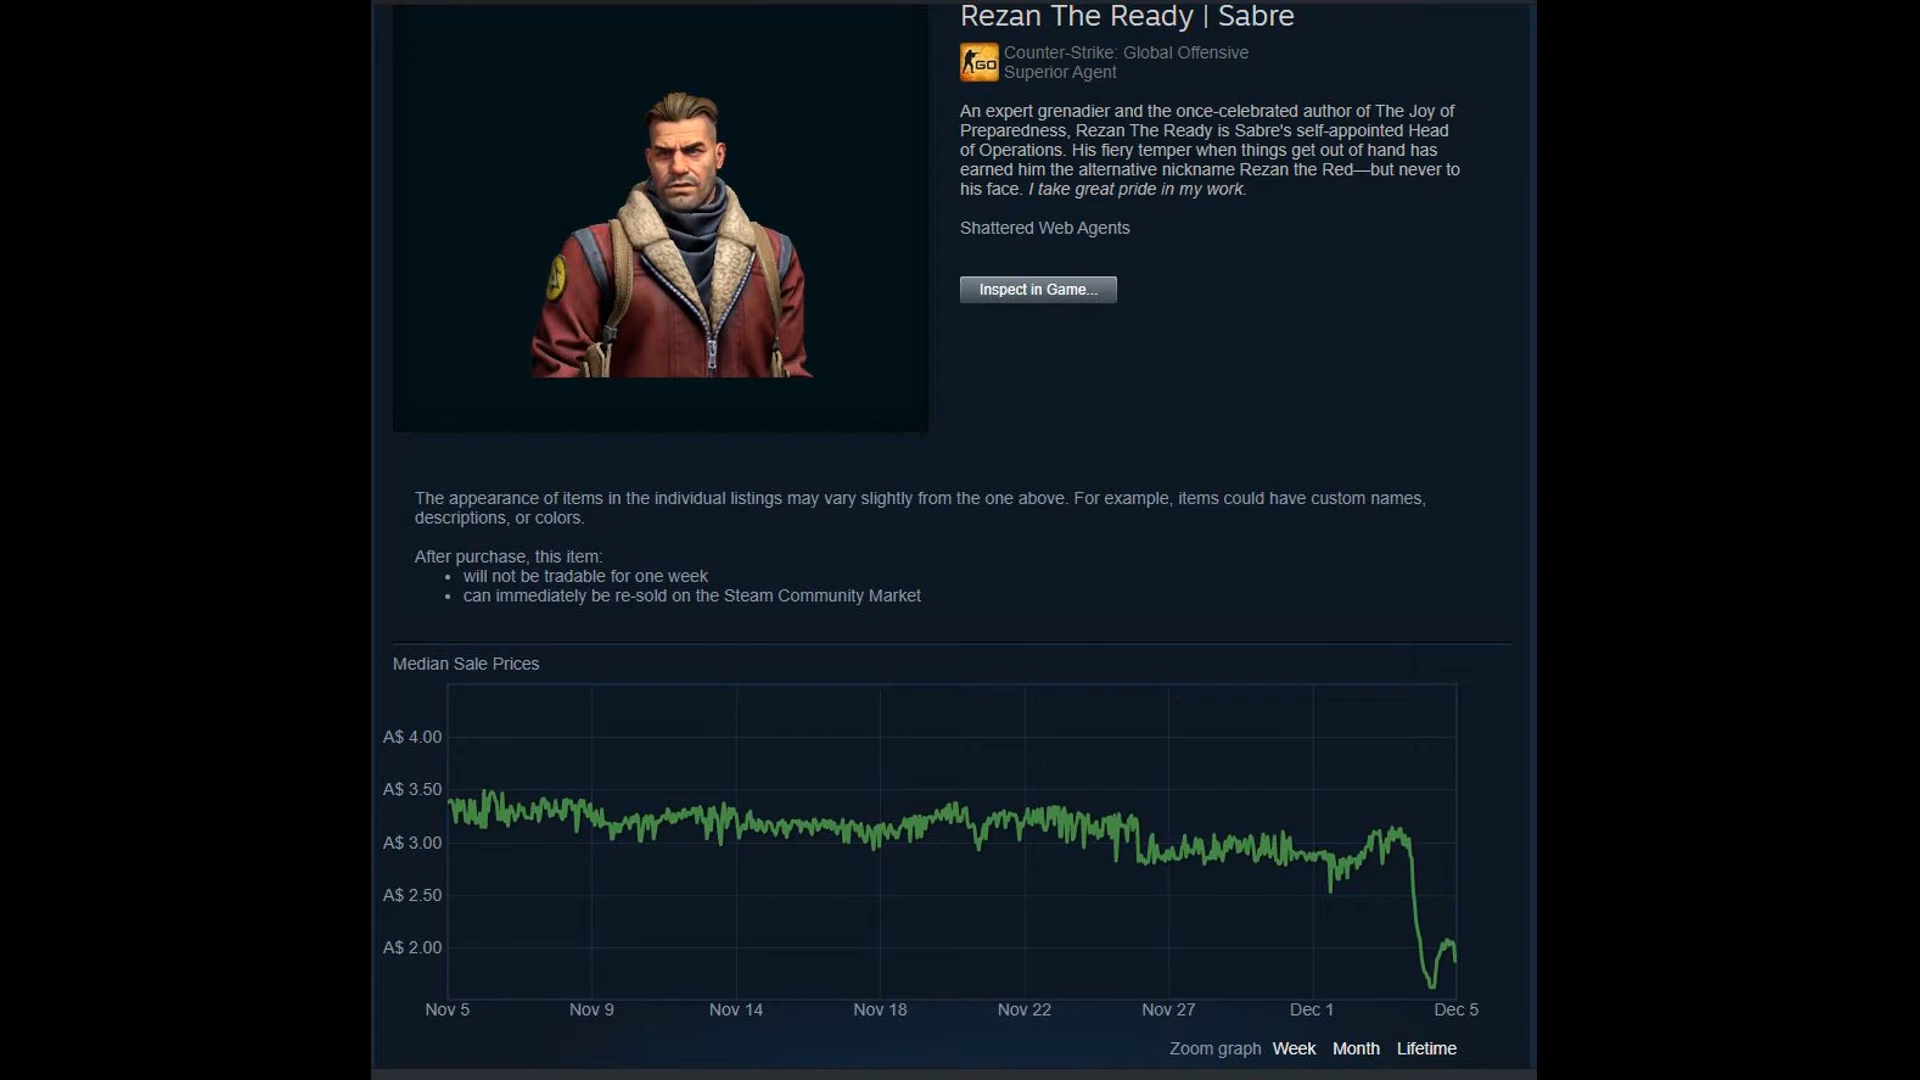 Rezan The Ready | Sabre
GO
Counter-Strike: Global Offensive
Superior Agent
An expert grenadier and the once-celebrated author of The Joy of
Preparedness, Rezan The Ready is Sabre's self-appointed Head
of Operations. His fiery temper when things get out of hand has
earned him the alternative nickname Rezan the Red—but never to
his face. I take great pride in my work.
Shattered Web Agents
Inspect in Game...
The appearance of items in the individual listings may vary slightly from the one above. For example, items could have custom names,
descriptions, or colors.
After purchase, this item:
• will not be tradable for one week
• can immediately be re-sold on the Steam Community Market
Median Sale Prices
A$ 4.00
A$ 3.50
A$ 3.00
A$ 2.50
A$ 2.00
Nov 5 Nov 9 Nov 14 Nov 18 Nov 22 Nov 27 Dec 1 Dec 5
Zoom graph Week Month Lifetime